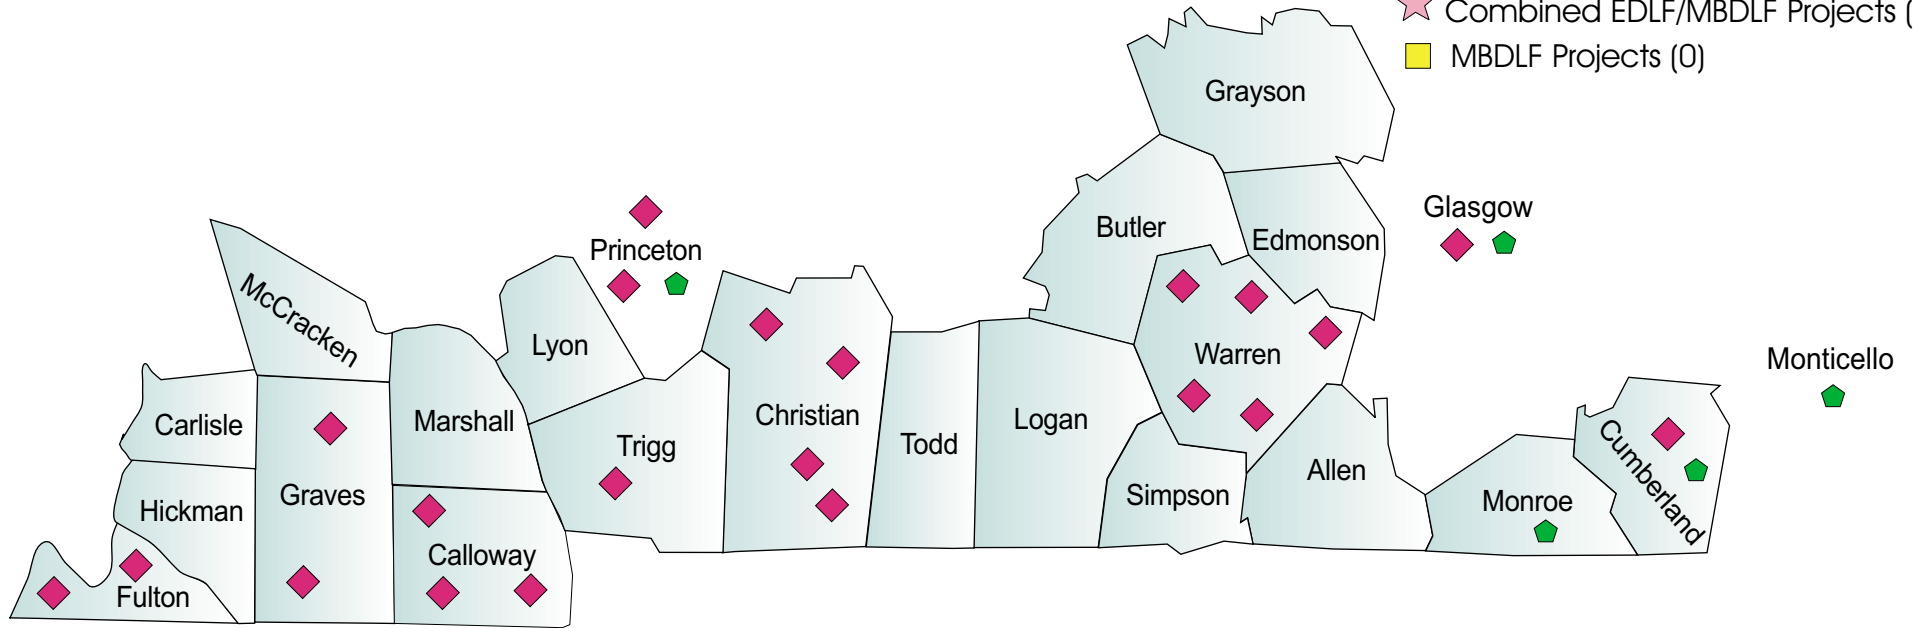 Combined EDLF/MBDLF Projects (
MBDLF Projects (0)
Grayson
Glasgow
Butler
Edmonson
Princeton
McCracken
Lyon
Warren
Monticello
Carlisle
Marshall
Christian
Logan
Trigg
Todd
Cumberland
Allen
Graves
Simpson
Monroe
Hickman
Calloway
Fulton